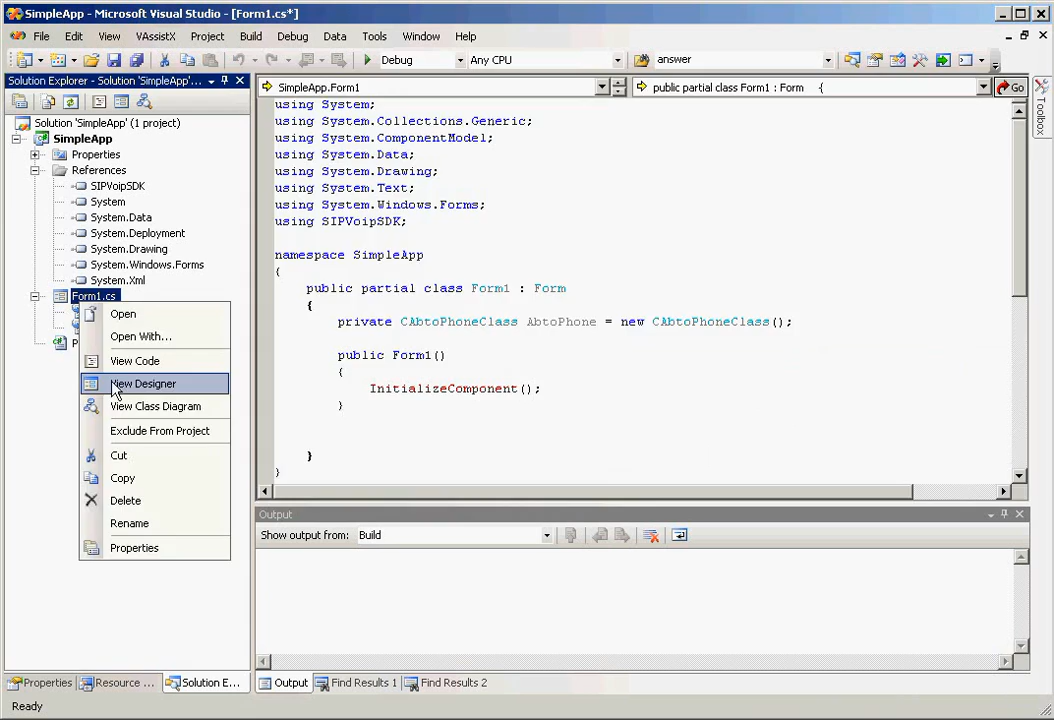 SimpleApp - Microsoft Visual Studio - [Form1.cs*]
File Edit View VAssistX Project Build Debug Data Tools Window Help
Debug Any CPU answer
Solution Explorer - Solution 'SimpleApp'...
SimpleApp.Form1 public partial class Form1 : Form { Go
Toolbox
Solution 'SimpleApp' (1 project)
SimpleApp
Properties
References
SIPVoipSDK
System
System.Data
System.Deployment
System.Drawing
System.Windows.Forms
System.Xml
Form1.cs
P
Open
Open With...
View Code
View Designer
View Class Diagram
Exclude From Project
Cut
Copy
Delete
Rename
Properties
using System;
using System.Collections.Generic;
using System.ComponentModel;
using System.Data;
using System.Drawing;
using System.Text;
using System.Windows.Forms;
using SIPVoipSDK;
namespace SimpleApp
{
public partial class Form1 : Form
{
private CAbtoPhoneClass AbtoPhone = new CAbtoPhoneClass();
public Form1()
{
InitializeComponent();
}
}
}
Output
Show output from: Build
Properties Resource ... Solution E...
Output Find Results 1 Find Results 2
Ready